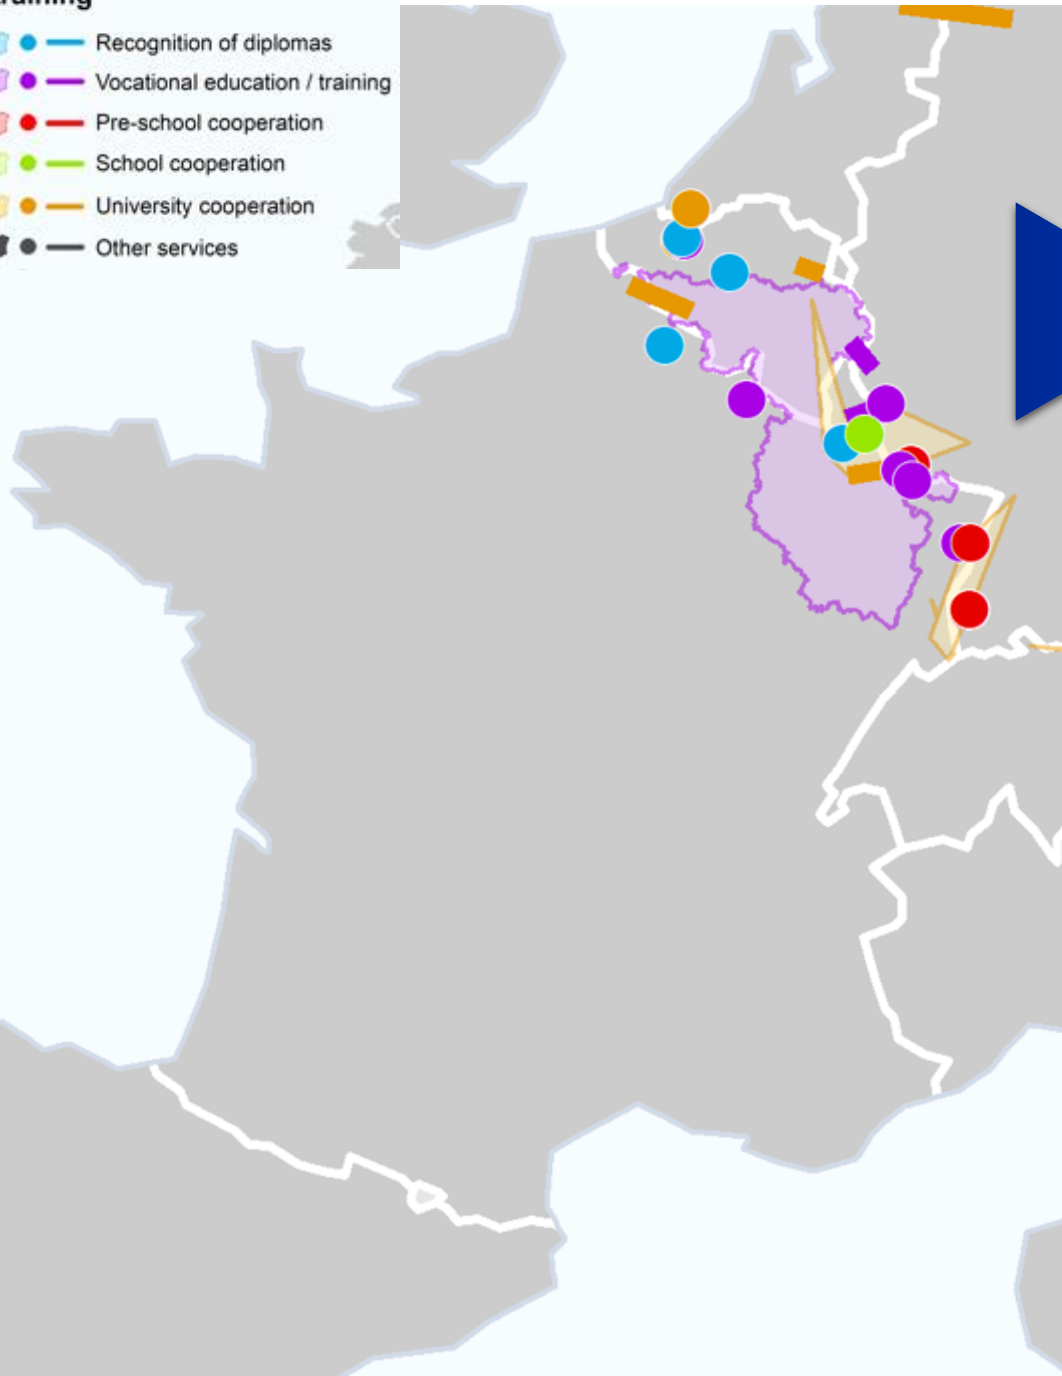 Recognition of diplomas
Vocational education / training
Pre-school cooperation
School cooperation
University cooperation
Other services